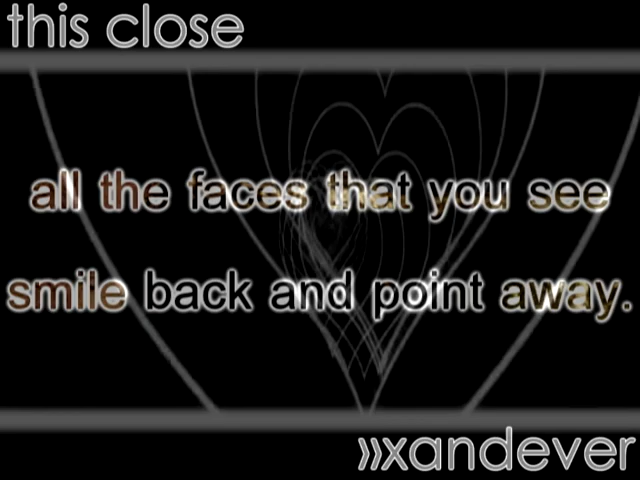 this close
all the faces that you see
smile back and point away.
»xandever